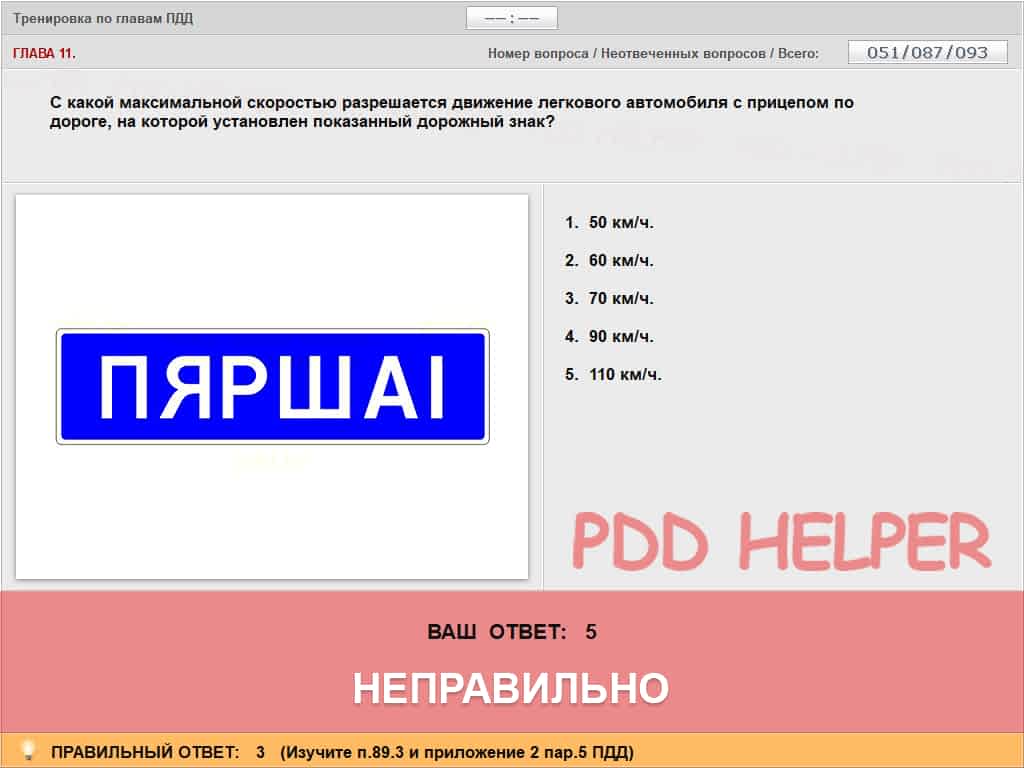 Тренировка по главам ПДД
−− : −−
ГЛАВА 11.
Номер вопроса / Неотвеченных вопросов / Всего:
051/087/093
С какой максимальной скоростью разрешается движение легкового автомобиля с прицепом по
дороге, на которой установлен показанный дорожный знак?
ПЯРШАІ
1. 50 км/ч.
2. 60 км/ч.
3. 70 км/ч.
4. 90 км/ч.
5. 110 км/ч.
PDD HELPER
ВАШ ОТВЕТ: 5
НЕПРАВИЛЬНО
ПРАВИЛЬНЫЙ ОТВЕТ: 3 (Изучите п.89.3 и приложение 2 пар.5 ПДД)